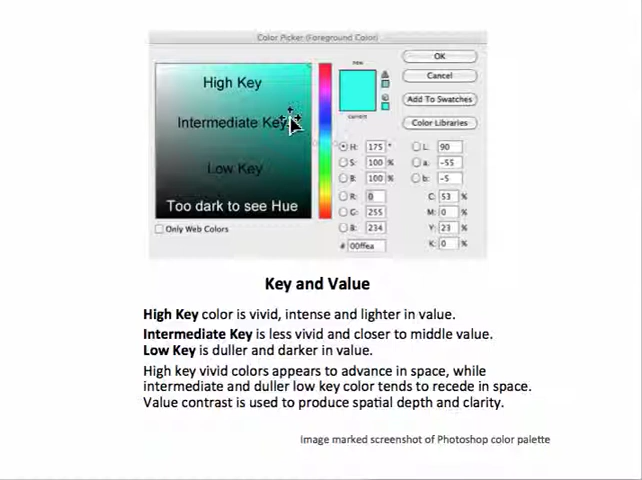 Color Picker (Foreground Color)
new
OK
High Key
Cancel
Intermediate Key
Add To Swatches
current
Color Libraries
H: 175 °
L: 90
Low Key
S: 100 %
a: -55
B: 100 %
b: -5
R: 0
C: 53 %
Too dark to see Hue
G: 255
M: 0 %
Only Web Colors
B: 234
Y: 23 %
# 00ffea
K: 0 %
Key and Value
High Key color is vivid, intense and lighter in value.
Intermediate Key is less vivid and closer to middle value.
Low Key is duller and darker in value.
High key vivid colors appears to advance in space, while
intermediate and duller low key color tends to recede in space.
Value contrast is used to produce spatial depth and clarity.
Image marked screenshot of Photoshop color palette